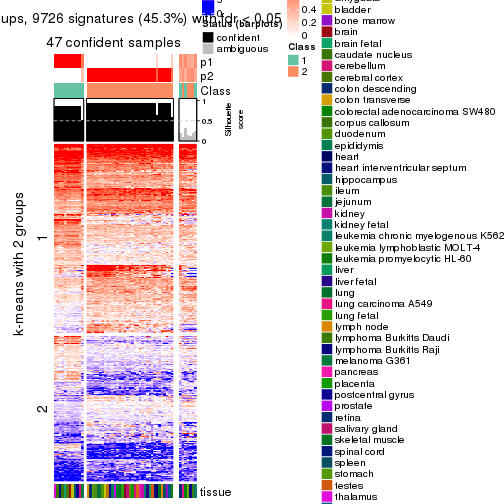 ups, 9726 signatures (45.3%) with fdr < 0.05
47 confident samples
p1
p2
Class
1
0.5
0
Silhouette
score
k-means with 2 groups
1
2
tissue
0
Status (barplots)
confident
ambiguous
0.4
0.2
0
Class
1
2
bladder
bone marrow
brain
brain fetal
caudate nucleus
cerebellum
cerebral cortex
colon descending
colon transverse
colorectal adenocarcinoma SW480
corpus callosum
duodenum
epididymis
heart
heart interventricular septum
hippocampus
ileum
jejunum
kidney
kidney fetal
leukemia chronic myelogenous K562
leukemia lymphoblastic MOLT-4
leukemia promyelocytic HL-60
liver
liver fetal
lung
lung carcinoma A549
lung fetal
lymph node
lymphoma Burkitts Daudi
lymphoma Burkitts Raji
melanoma G361
pancreas
placenta
postcentral gyrus
prostate
retina
salivary gland
skeletal muscle
spinal cord
spleen
stomach
testes
thalamus